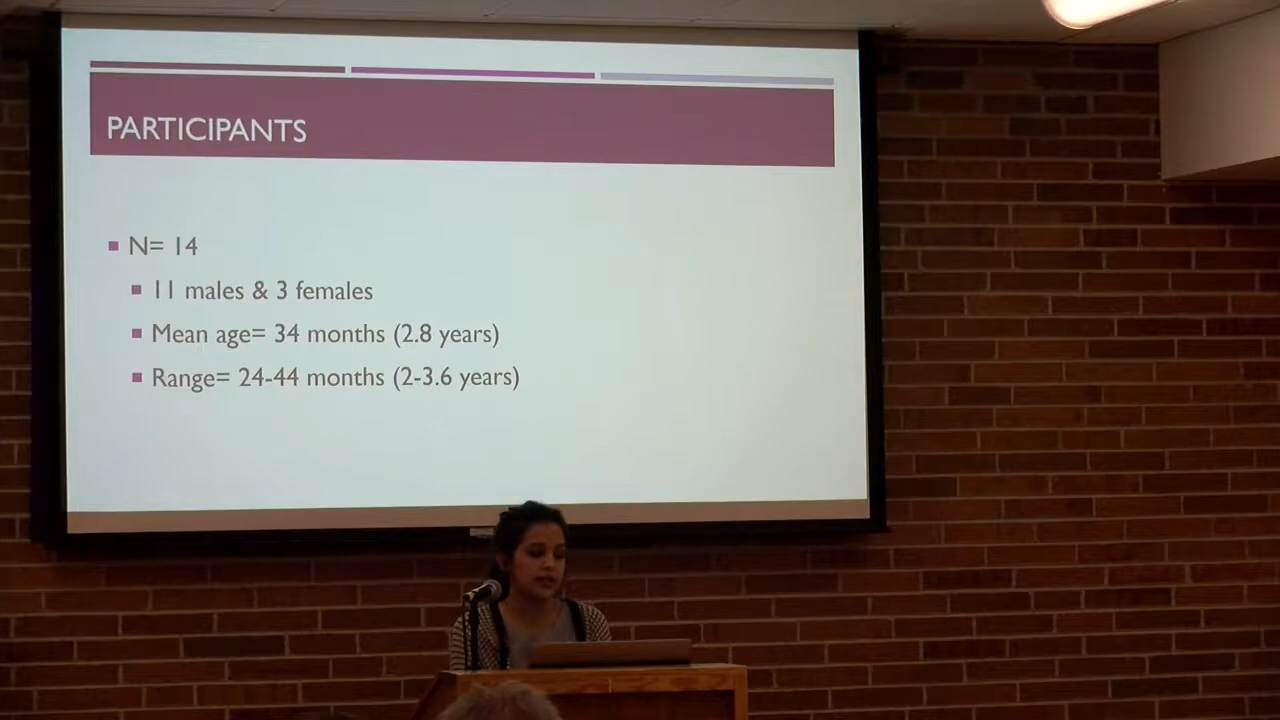 PARTICIPANTS
N= 14
11 males & 3 females
Mean age= 34 months (2.8 years)
Range= 24-44 months (2-3.6 years)